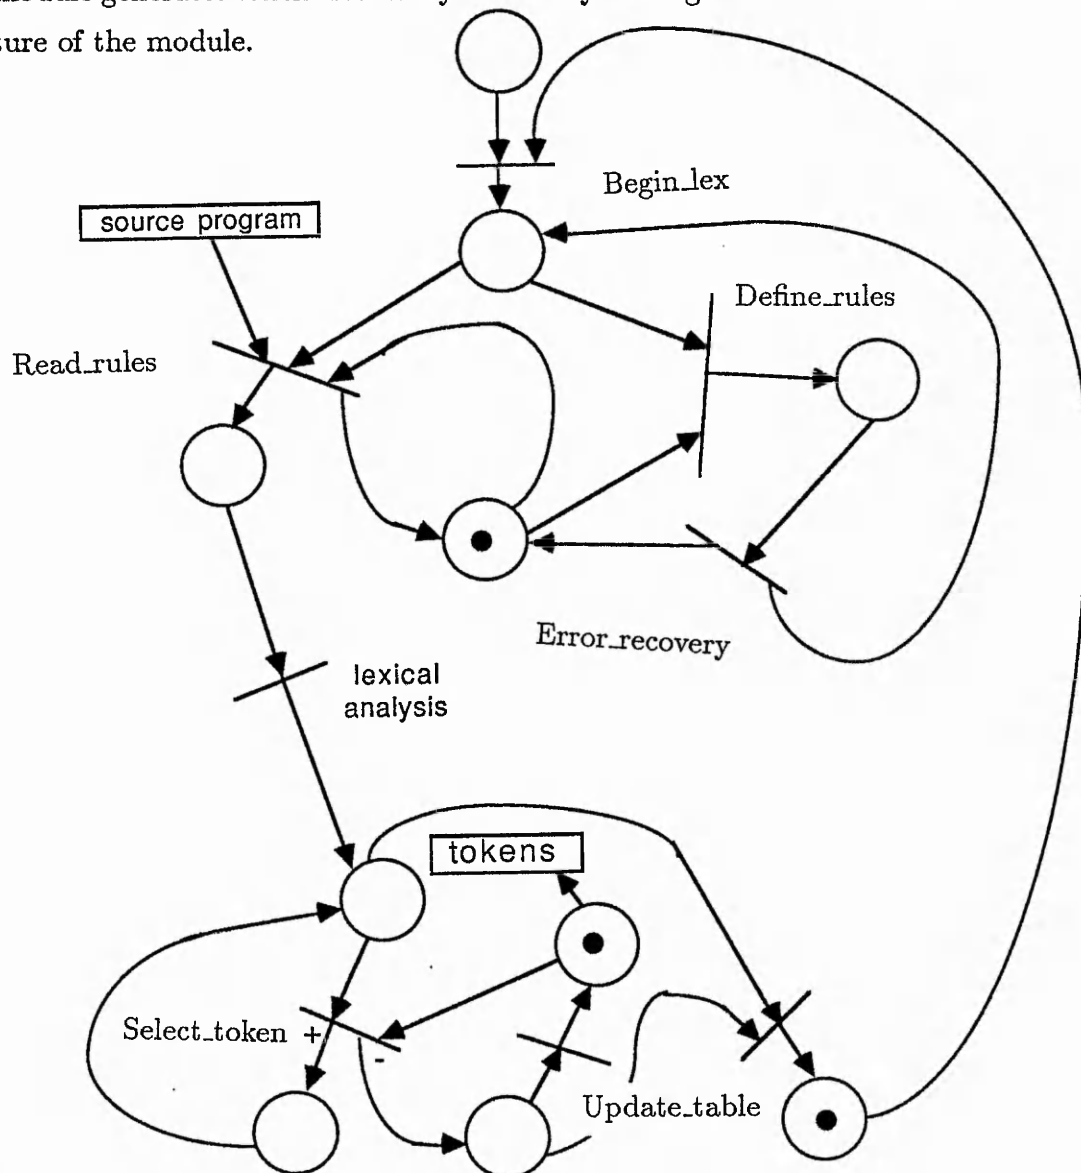 sure of the module.
Begin_lex
source program
Define_rules
Read_rules
Error_recovery
lexical
analysis
tokens
Select_token +
-
Update_table